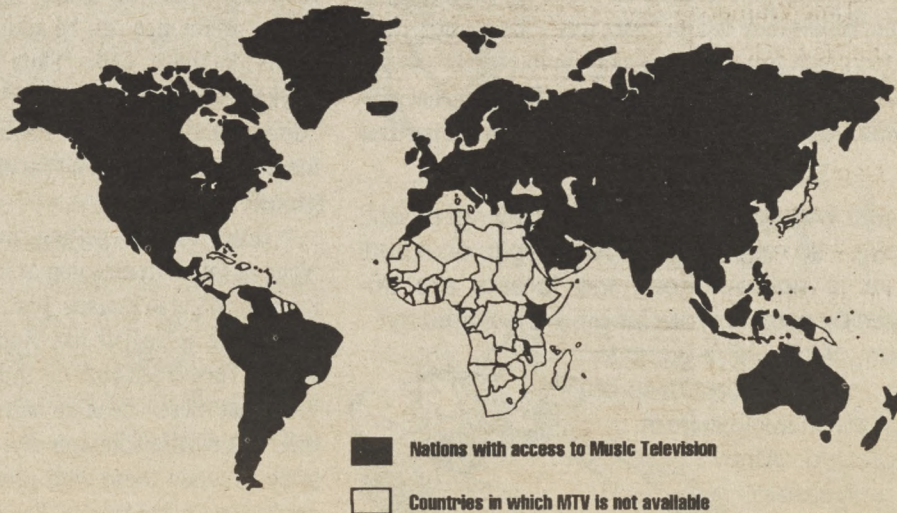 Nations with access to Music Television
Countries in which MTV is not available